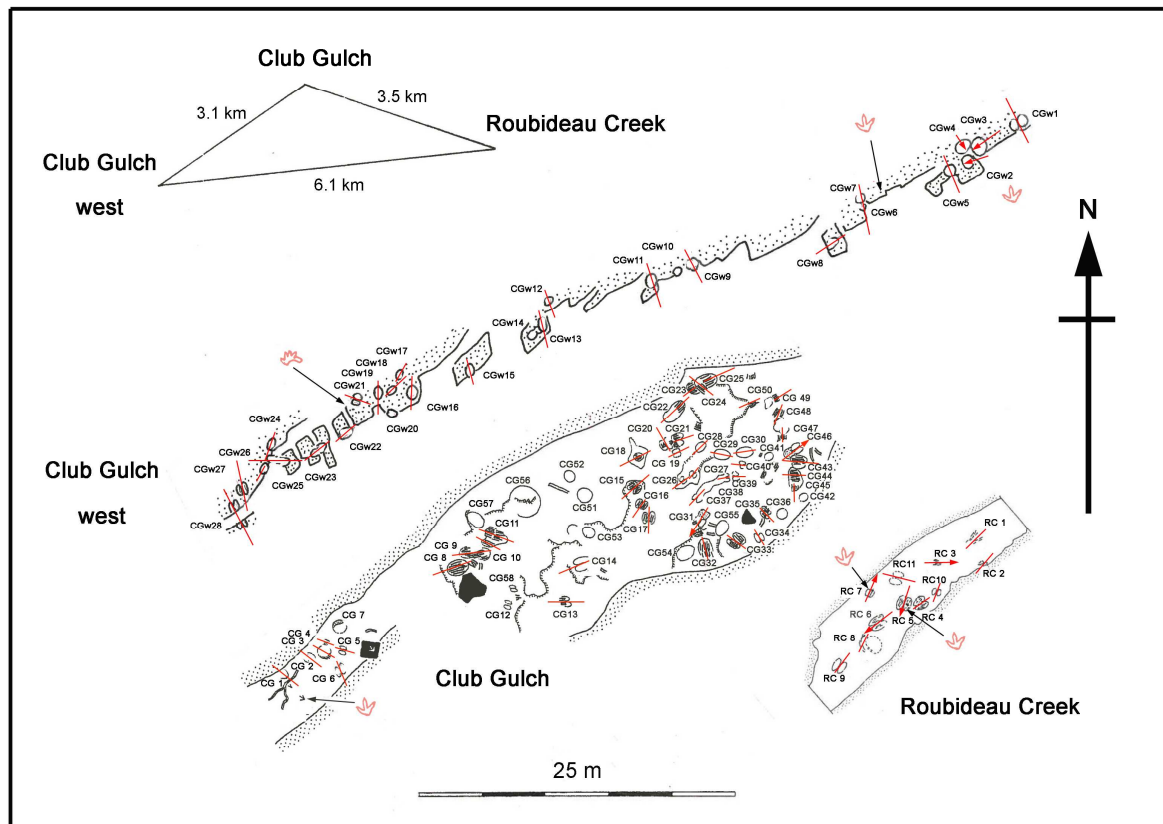 Club Gulch
3.1 km
3.5 km
Roubideau Creek
Club Gulch
west
6.1 km
CGw1
CGw3
CGw4
CGw2
CGw5
CGw7
CGw6
CGw8
N
CGw10
CGw11
CGw9
CGw12
CGw14
CGw13
CGw15
CGw17
CGw18
CGw19
CGw21
CGw16
CGw20
CGw22
CGw24
CGw23
CGw26
CGw25
CGw27
CGw28
Club Gulch
west
CG25
CG23
CG24
CG50
CG 49
CG22
CG48
CG20
CG21
CG28
CG29
CG30
CG47
CG46
CG41
CG18
CG 19
CG40
CG43
CG27
CG44
CG15
CG26
CG39
CG45
CG38
CG42
CG16
CG37
CG36
CG35
CG17
CG31
CG55
CG34
CG33
CG54
CG32
CG52
CG56
CG51
CG57
CG53
CG11
CG 9
CG 10
CG 8
CG14
CG58
CG12
CG13
CG 7
CG 4
CG 3
CG 5
CG 2
CG 1
CG 6
Club Gulch
RC 1
RC 3
RC 2
RC11
RC10
RC 7
RC 6
RC 5
RC 4
RC 8
RC 9
Roubideau Creek
25 m